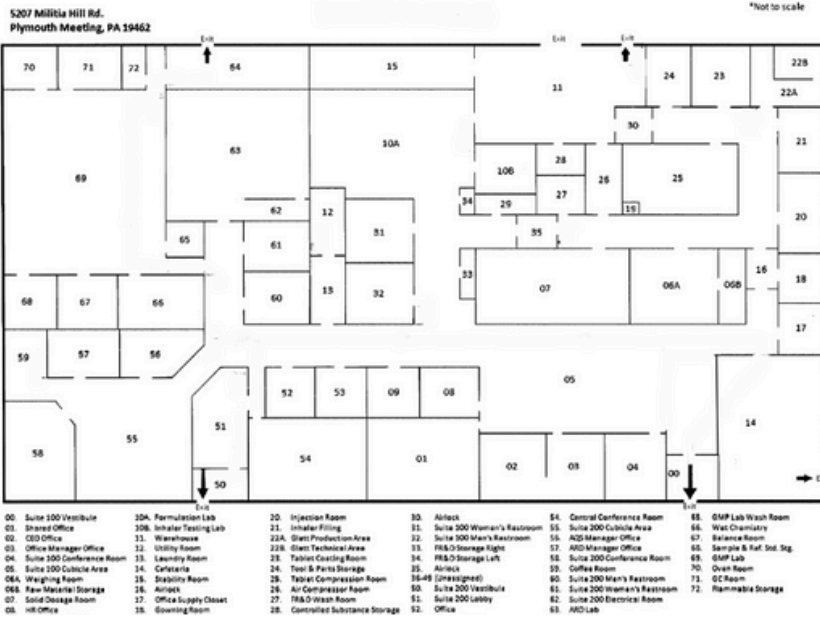 5207 Militia Hill Rd.
Plymouth Meeting, PA 19462
*Not to scale
Exit
Exit
Exit
70
71
72
64
15
11
24
23
22B
22A
30
21
69
63
10A
10B
28
26
25
27
34
29
19
20
62
12
65
61
31
35
33
07
06A
06B
16
18
68
67
66
60
13
32
17
59
57
56
05
52
53
09
08
14
51
58
55
54
01
02
03
04
00
50
Exit
Exit
00. Suite 100 Vestibule
01. Shared Office
02. CEO Office
03. Office Manager Office
04. Suite 100 Conference Room
05. Suite 100 Cubicle Area
06A. Weighing Room
06B. Raw Material Storage
07. Solid Dosage Room
08. HR Office
10A. Formulation Lab
10B. Inhaler Testing Lab
11. Warehouse
12. Utility Room
13. Laundry Room
14. Cafeteria
15. Stability Room
16. Airlock
17. Office Supply Closet
18. Gowning Room
20. Injection Room
21. Inhaler Filling
22A. Glatt Production Area
22B. Glatt Technical Area
23. Tablet Coating Room
24. Tool & Parts Storage
25. Tablet Compression Room
26. Air Compressor Room
27. FR&D Wash Room
28. Controlled Substance Storage
30. Airlock
31. Suite 100 Woman's Restroom
32. Suite 100 Men's Restroom
33. FR&D Storage Right
34. FR&D Storage Left
35. Airlock
36-49 (Unassigned)
50. Suite 200 Vestibule
51. Suite 200 Lobby
52. Office
54. Central Conference Room
55. Suite 200 Cubicle Area
56. Manager Office
57. ARD Manager Office
58. Suite 200 Conference Room
59. Coffee Room
60. Suite 200 Men's Restroom
61. Suite 200 Women's Restroom
62. Suite 200 Electrical Room
63. ARD Lab
65. GMP Lab Wash Room
66. Wet Chemistry
67. Balance Room
68. Sample & Ref. Std. Stg.
69. GMP Lab
70. Oven Room
71. GC Room
72. Flammable Storage